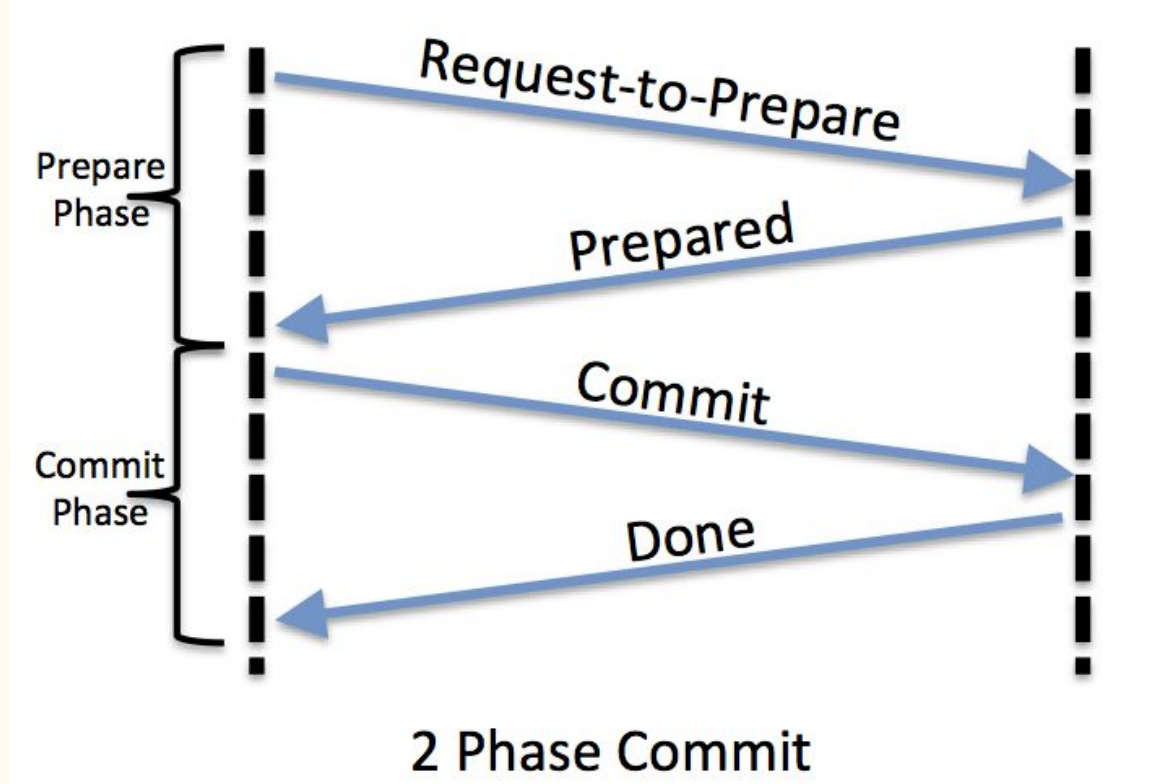 Request-to-Prepare
Prepare
Phase
Prepared
Commit
Commit
Phase
Done
2 Phase Commit